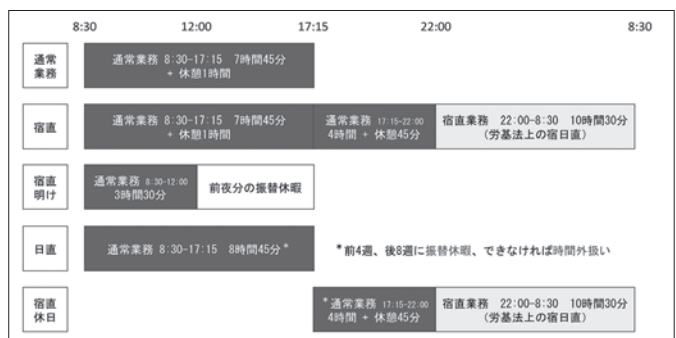 8:30 12:00 17:15 22:00 8:30
通常
業務
通常業務 8:30-17:15 7時間45分
+ 休憩1時間
宿直
通常業務 8:30-17:15 7時間45分
+ 休憩1時間
通常業務 17:15-22:00
4時間 + 休憩45分
宿直業務 22:00-8:30 10時間30分
(労基法上の宿日直)
宿直
明け
通常業務 8:30-12:00
3時間30分
前夜分の振替休暇
日直
通常業務 8:30-17:15 8時間45分*
*前4週、後8週に振替休暇、できなければ時間外扱い
宿直
休日
*通常業務 17:15-22:00
4時間 + 休憩45分
宿直業務 22:00-8:30 10時間30分
(労基法上の宿日直)